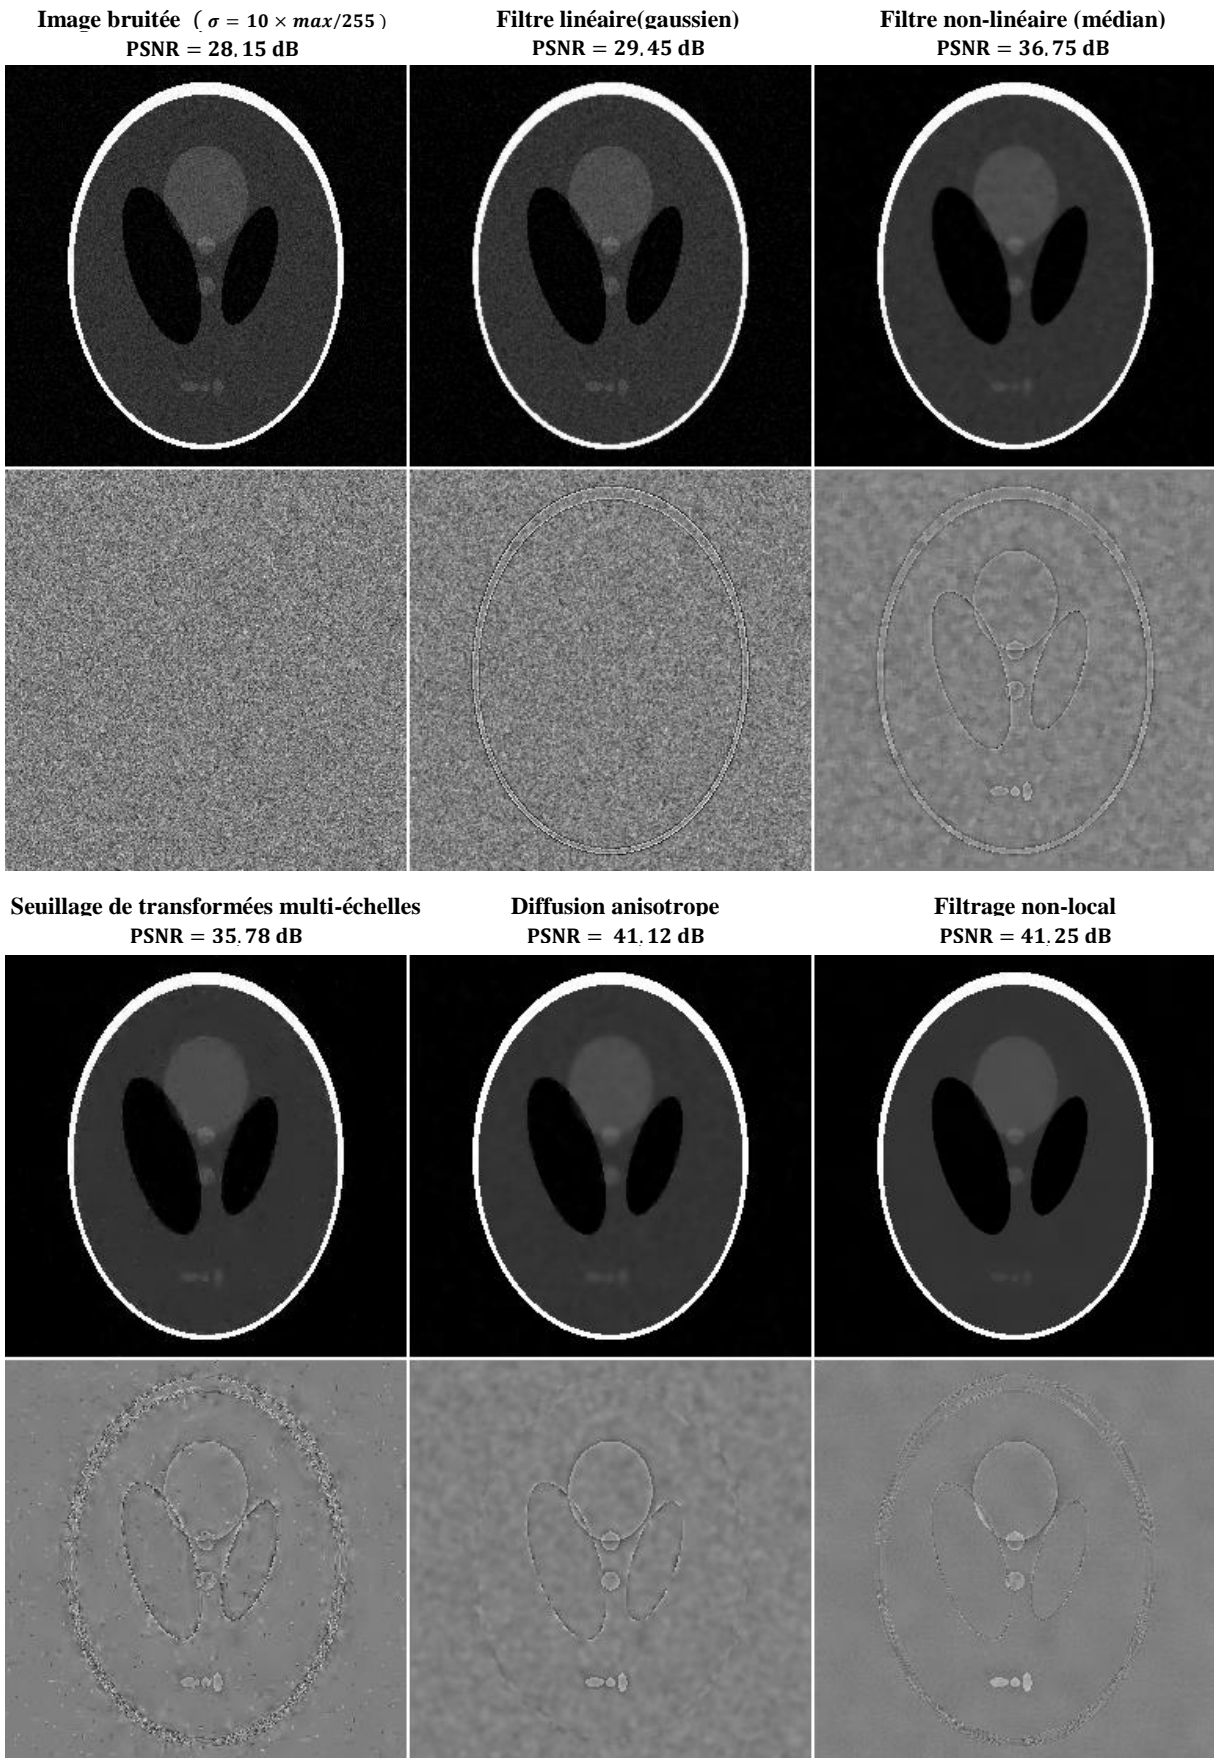 Image bruitée ( σ = 10 × max/255 )
PSNR = 28.15 dB
Filtre linéaire(gaussien)
PSNR = 29.45 dB
Filtre non-linéaire (médian)
PSNR = 36.75 dB
Seuillage de transformées multi-échelles
PSNR = 35.78 dB
Diffusion anisotrope
PSNR = 41.12 dB
Filtrage non-local
PSNR = 41.25 dB